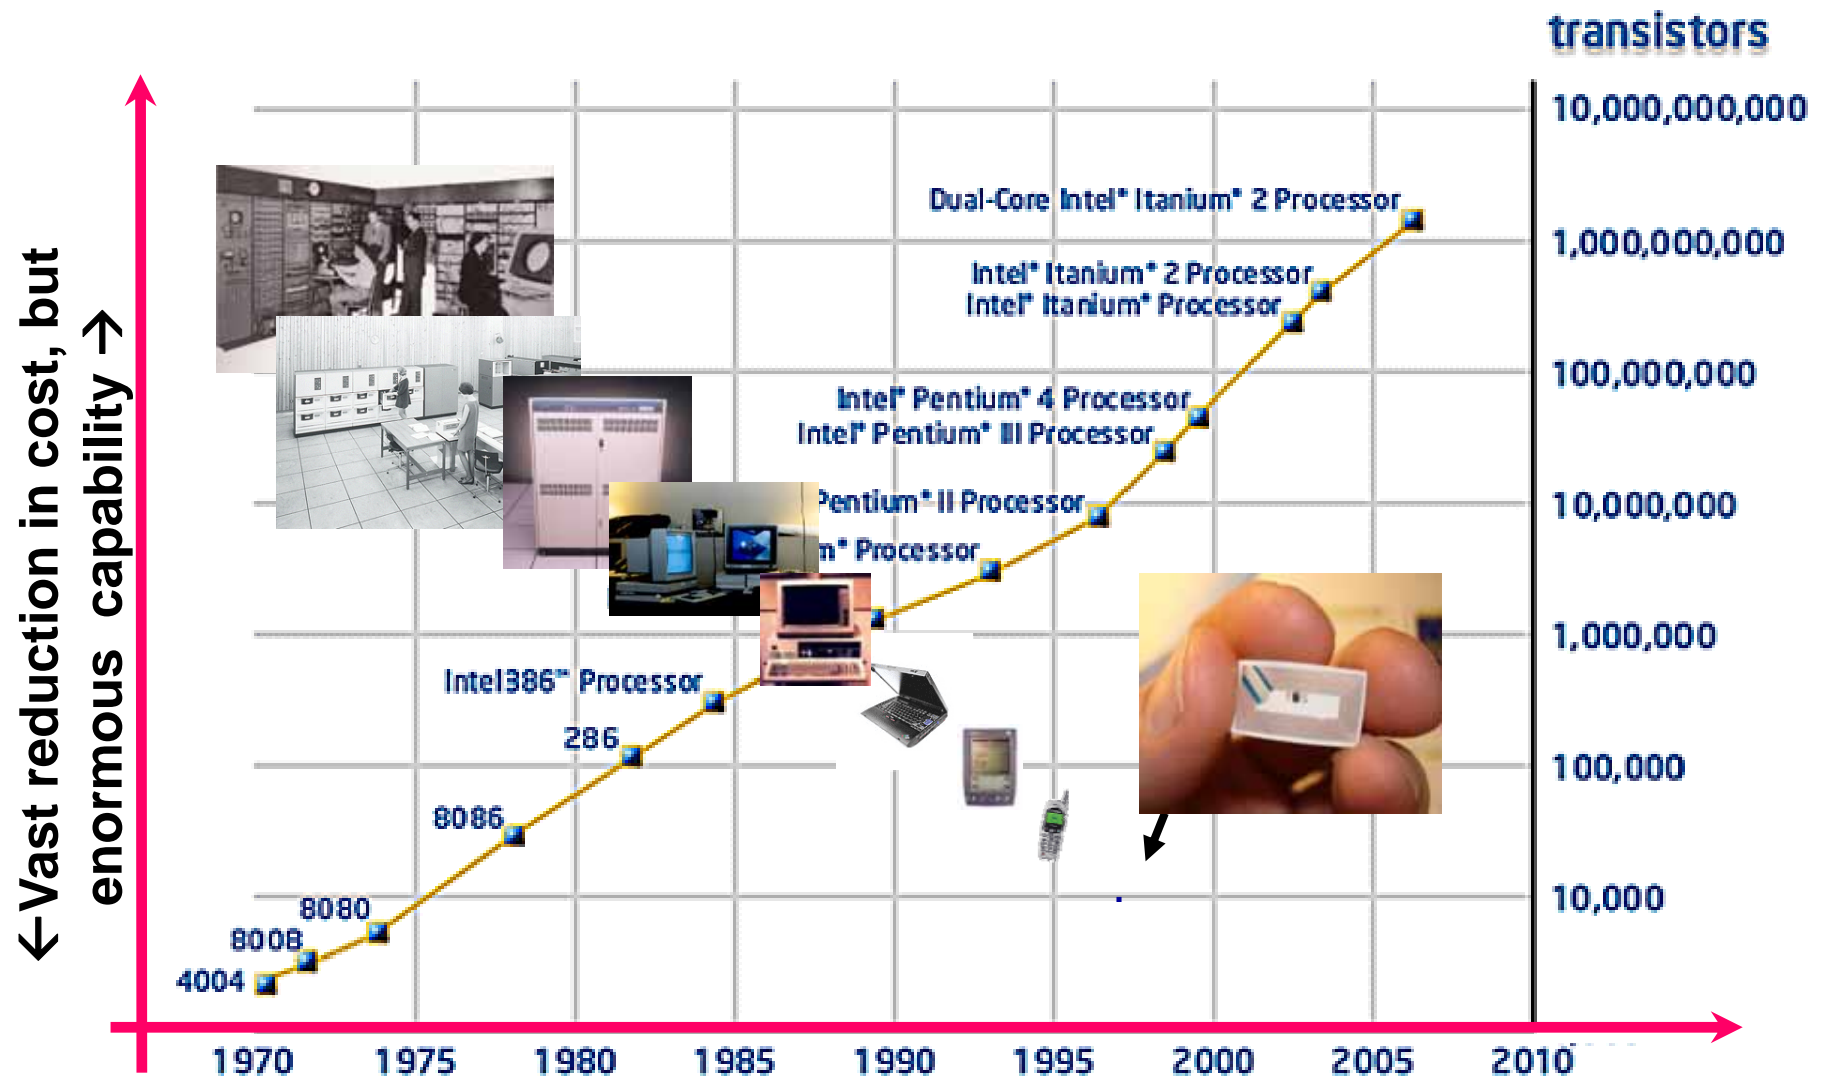 transistors
10,000,000,000
1,000,000,000
100,000,000
10,000,000
1,000,000
100,000
10,000
←Vast reduction in cost, but
enormous capability →
Dual-Core Intel® Itanium® 2 Processor
Intel® Itanium® 2 Processor
Intel® Itanium® Processor
Intel® Pentium® 4 Processor
Intel® Pentium® III Processor
Pentium® II Processor
m® Processor
Intel386™ Processor
286
8086
8080
8008
4004
1970 1975 1980 1985 1990 1995 2000 2005 2010